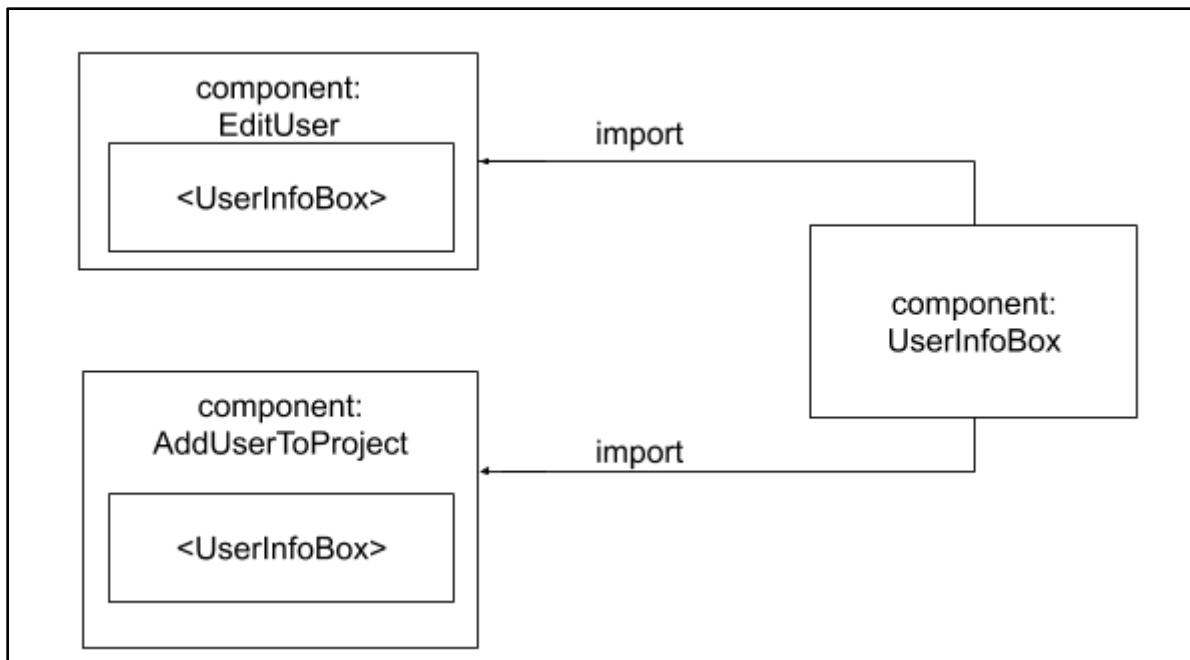 component:
EditUser
<UserInfoBox>
import
component:
UserInfoBox
component:
AddUserToProject
import
<UserInfoBox>